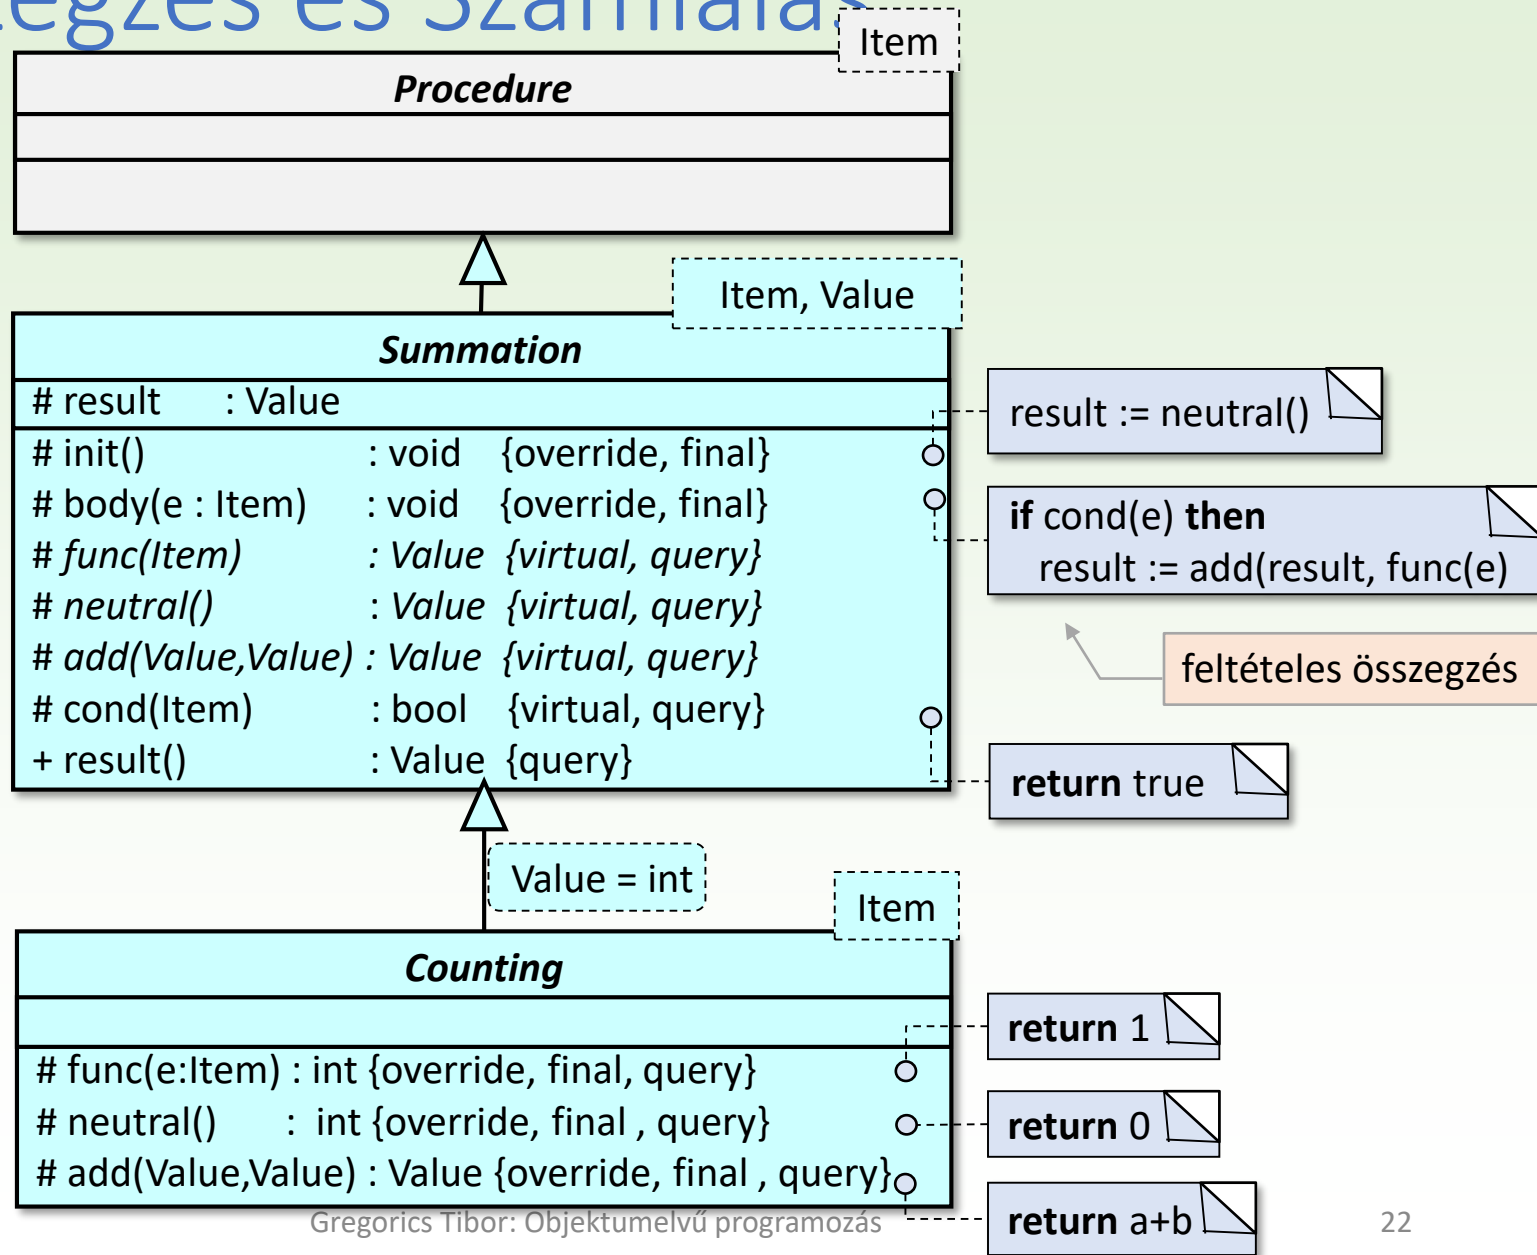 és Számlálás
Item
Procedure
Item, Value
Summation
# result : Value
# init() : void {override, final}
# body(e : Item) : void {override, final}
# func(Item) : Value {virtual, query}
# neutral() : Value {virtual, query}
# add(Value,Value) : Value {virtual, query}
# cond(Item) : bool {virtual, query}
+ result() : Value {query}
result := neutral()
if cond(e) then
result := add(result, func(e)
feltételes összegzés
return true
Value = int
Item
Counting
# func(e:Item) : int {override, final, query}
# neutral() : int {override, final , query}
# add(Value,Value) : Value {override, final , query}
return 1
return 0
return a+b
Gregorics Tibor: Objektumelvű programozás
22